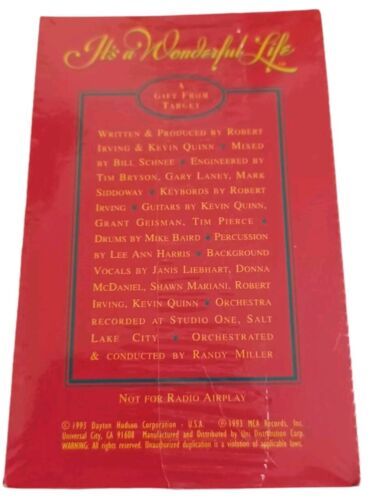 It's a Wonderful Life
A
Gift From
Target
Written & Produced by Robert
Irving & Kevin Quinn • Mixed
by Bill Schnee • Engineered by
Tim Bryson, Gary Laney, Mark
Siddoway • Keybords by Robert
Irving • Guitars by Kevin Quinn,
Grant Geisman, Tim Pierce •
Drums by Mike Baird • Percussion
by Lee Ann Harris • Background
Vocals by Janis Liebhart, Donna
McDaniel, Shawn Mariani, Robert
Irving, Kevin Quinn • Orchestra
recorded at Studio One, Salt
Lake City • Orchestrated
& conducted by Randy Miller
Not for Radio Airplay
© 1993 Dayton Hudson Corporation - U.S.A. ℗ 1993 MCA Records, Inc.
Universal City, CA 91608 Manufactured and Distributed by Uni Distribution Corp.
WARNING: All rights reserved. Unauthorized duplication is a violation of applicable laws.